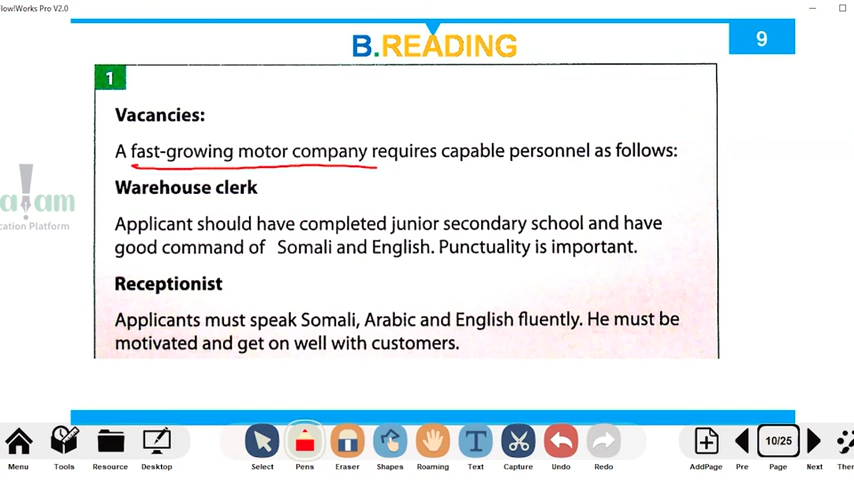 Flow!Works Pro V2.0
B.READING
9
1
Vacancies:
A fast-growing motor company requires capable personnel as follows:
Warehouse clerk
Applicant should have completed junior secondary school and have
good command of Somali and English. Punctuality is important.
Receptionist
Applicants must speak Somali, Arabic and English fluently. He must be
motivated and get on well with customers.
a!am
cation Platform
Menu Tools Resource Desktop Select Pens Eraser Shapes Roaming Text Capture Undo Redo AddPage Pre 10/25 Page Next Ther